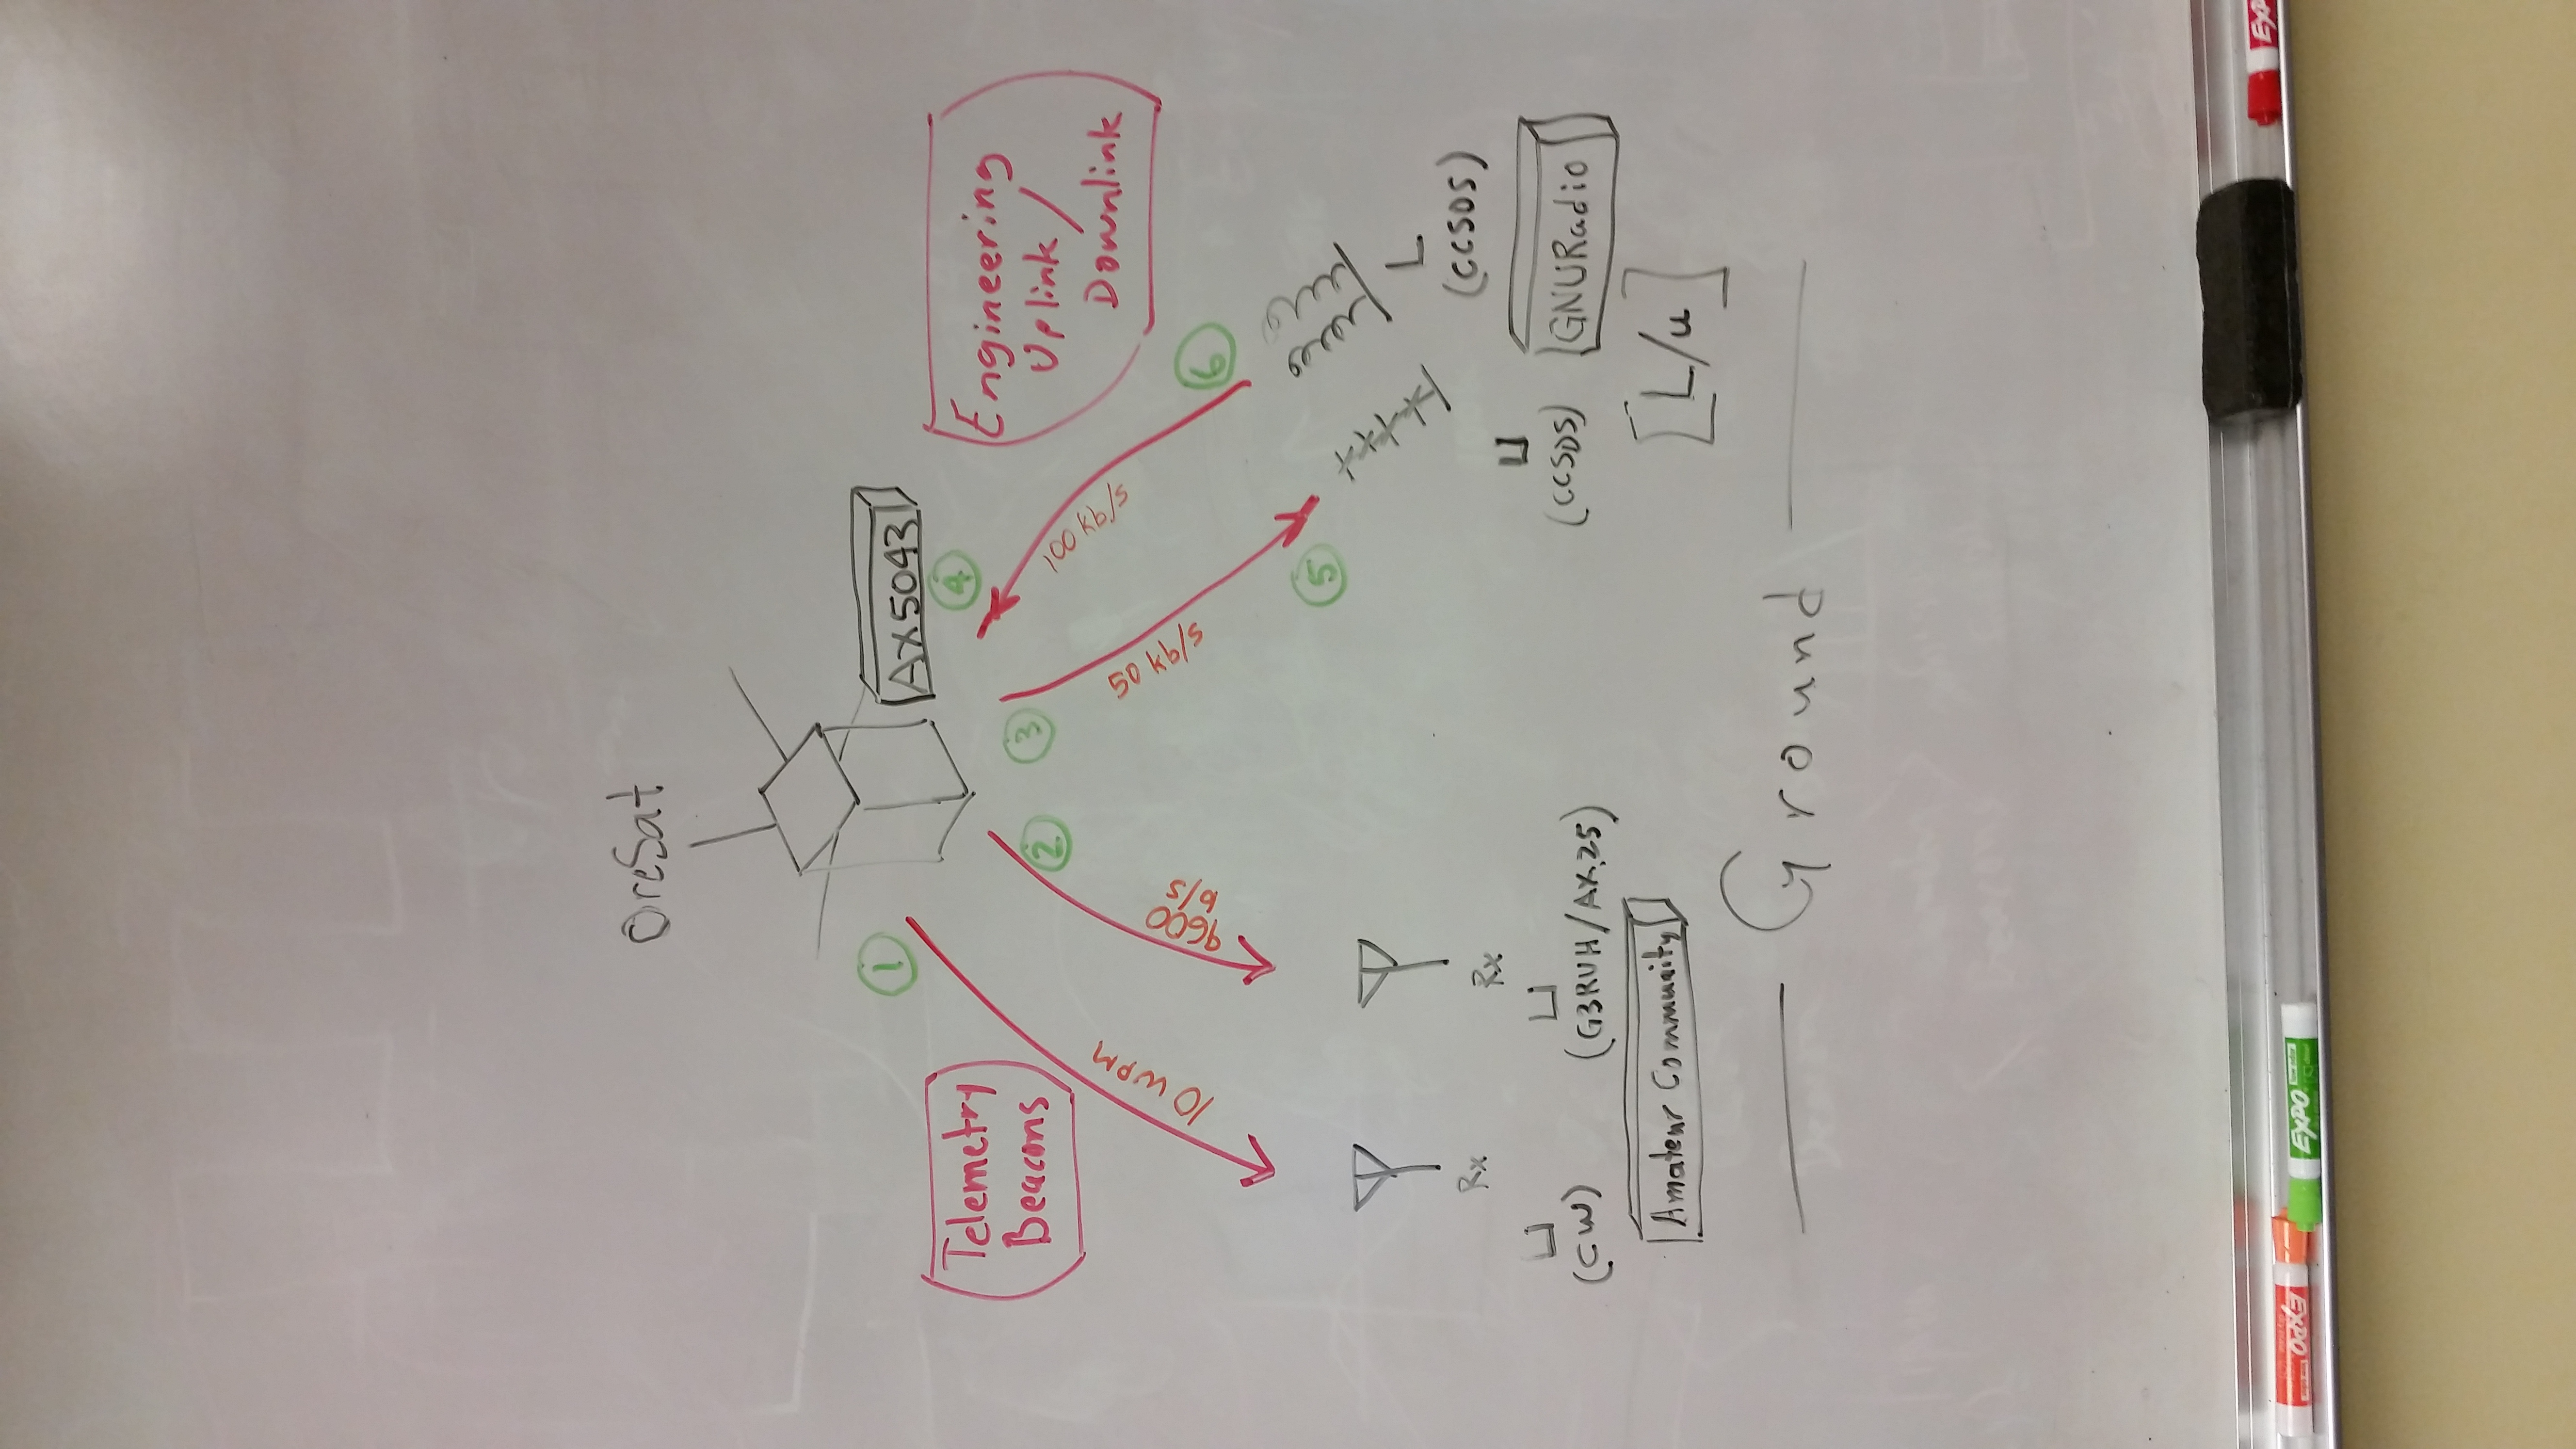 OreSat
AX5043
1
2
3
4
5
6
Telemetry
Beacons
Engineering
Uplink /
Downlink
10 WPM
9600
b/s
50 kb/s
100 kb/s
Rx
Rx
U
(CW)
U
(G3RUH/AX.25)
Amateur Community
U
(CCSDS)
L
(CCSDS)
GNURadio
[L/u]
Ground
EXPO
EXPO
EXP